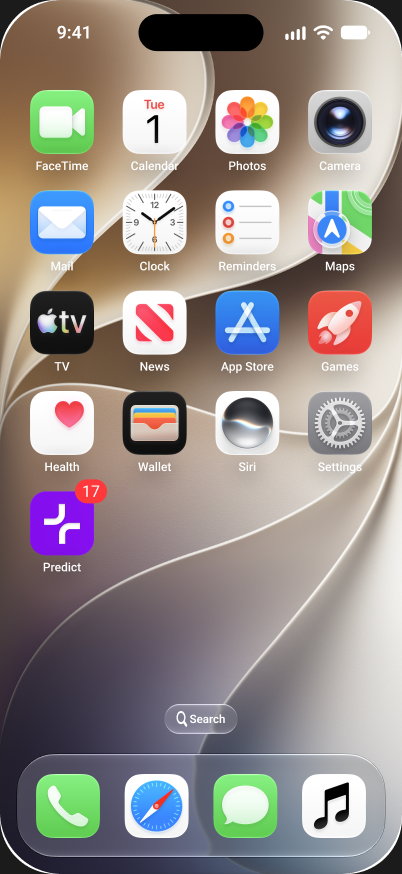 9:41
Tue
1
FaceTime
Calendar
Photos
Camera
12
9
3
6
Mail
Clock
Reminders
Maps
tv
TV
News
App Store
Games
Health
Wallet
Siri
Settings
17
Predict
Search